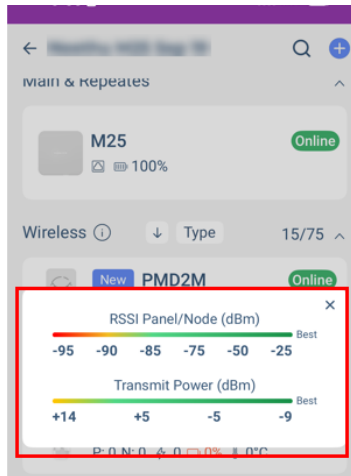 Main & Repeates
M25
Online
100%
Wireless
Type
15/75
New
PMD2M
Online
RSSI Panel/Node (dBm)
Best
-95 -90 -85 -75 -50 -25
Transmit Power (dBm)
Best
+14 +5 -5 -9
P: 0 N: 0 0 0% 0°C